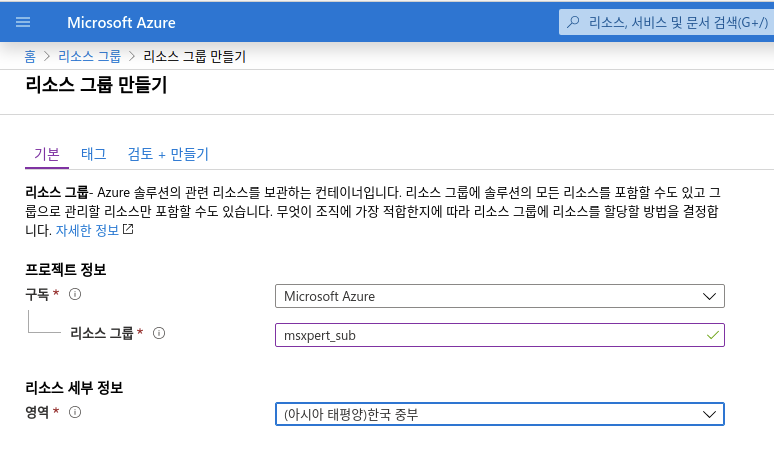 Microsoft Azure
리소스, 서비스 및 문서 검색(G+/)
홈 > 리소스 그룹 > 리소스 그룹 만들기
리소스 그룹 만들기
기본 태그 검토 + 만들기
리소스 그룹- Azure 솔루션의 관련 리소스를 보관하는 컨테이너입니다. 리소스 그룹에 솔루션의 모든 리소스를 포함할 수도 있고 그
룹으로 관리할 리소스만 포함할 수도 있습니다. 무엇이 조직에 가장 적합한지에 따라 리소스 그룹에 리소스를 할당할 방법을 결정합
니다. 자세한 정보
프로젝트 정보
구독 * Microsoft Azure
리소스 그룹 * msxpert_sub
리소스 세부 정보
영역 * (아시아 태평양)한국 중부